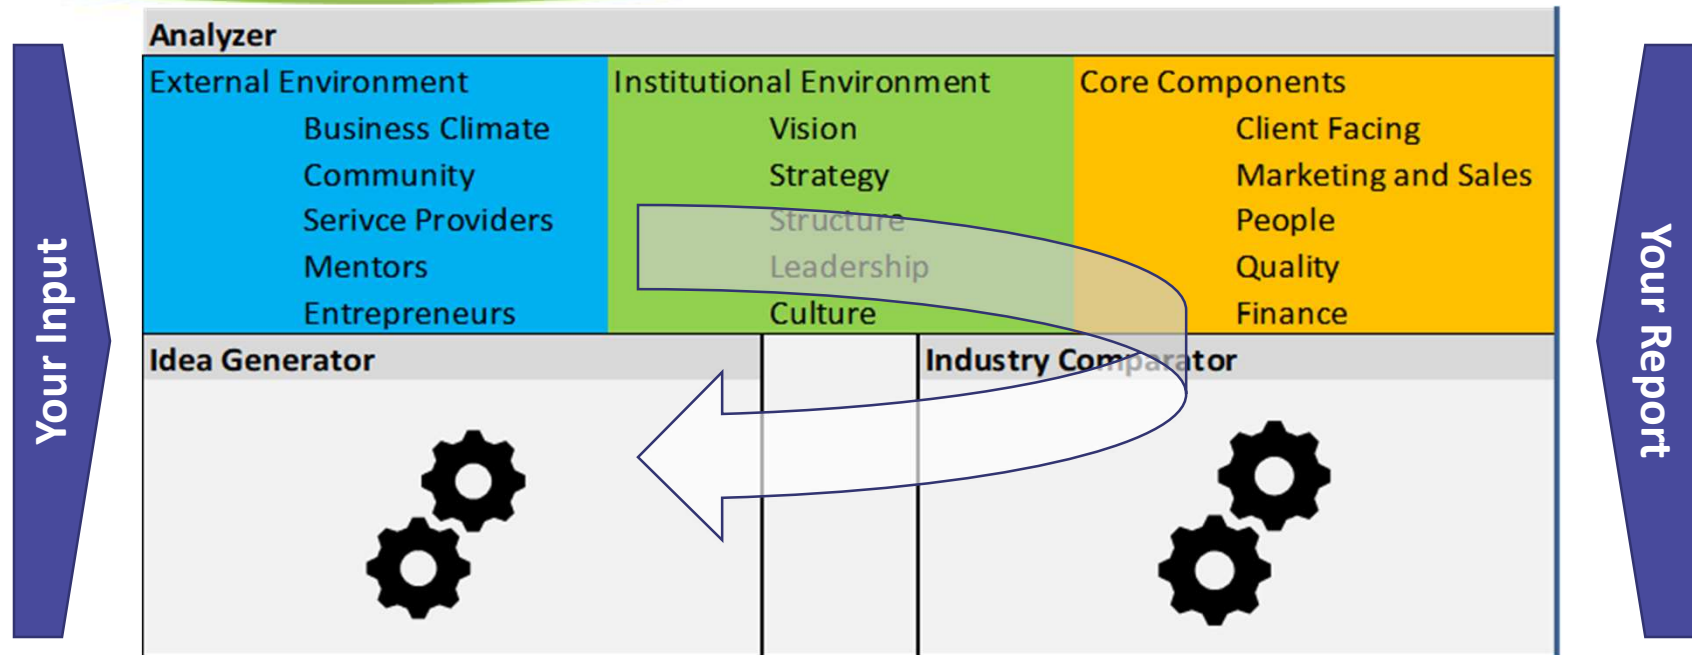 Your Input
Analyzer
External Environment
Business Climate
Community
Serivce Providers
Mentors
Entrepreneurs
Institutional Environment
Vision
Strategy
Structure
Leadership
Culture
Core Components
Client Facing
Marketing and Sales
People
Quality
Finance
Idea Generator
Industry Comparator
Your Report